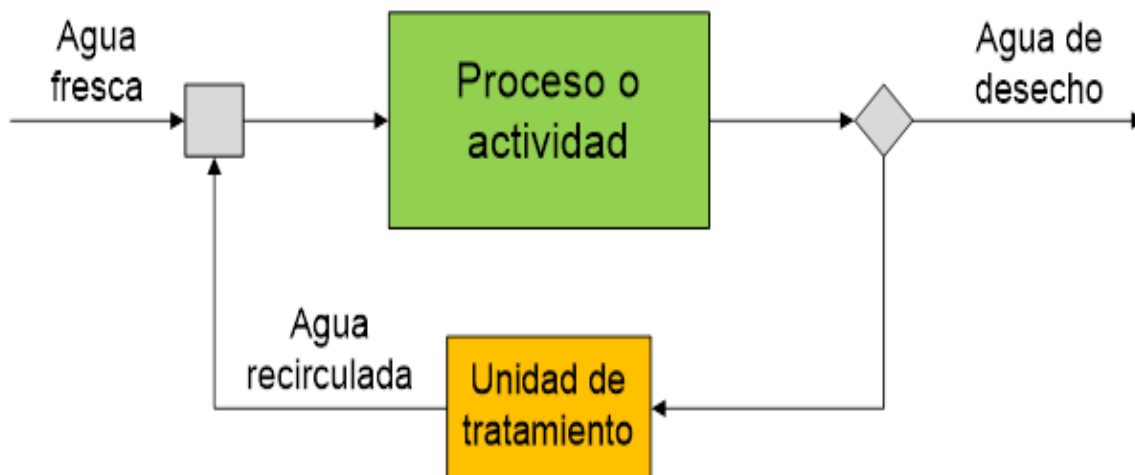 Agua
fresca
Proceso o
actividad
Agua de
desecho
Agua
recirculada
Unidad de
tratamiento